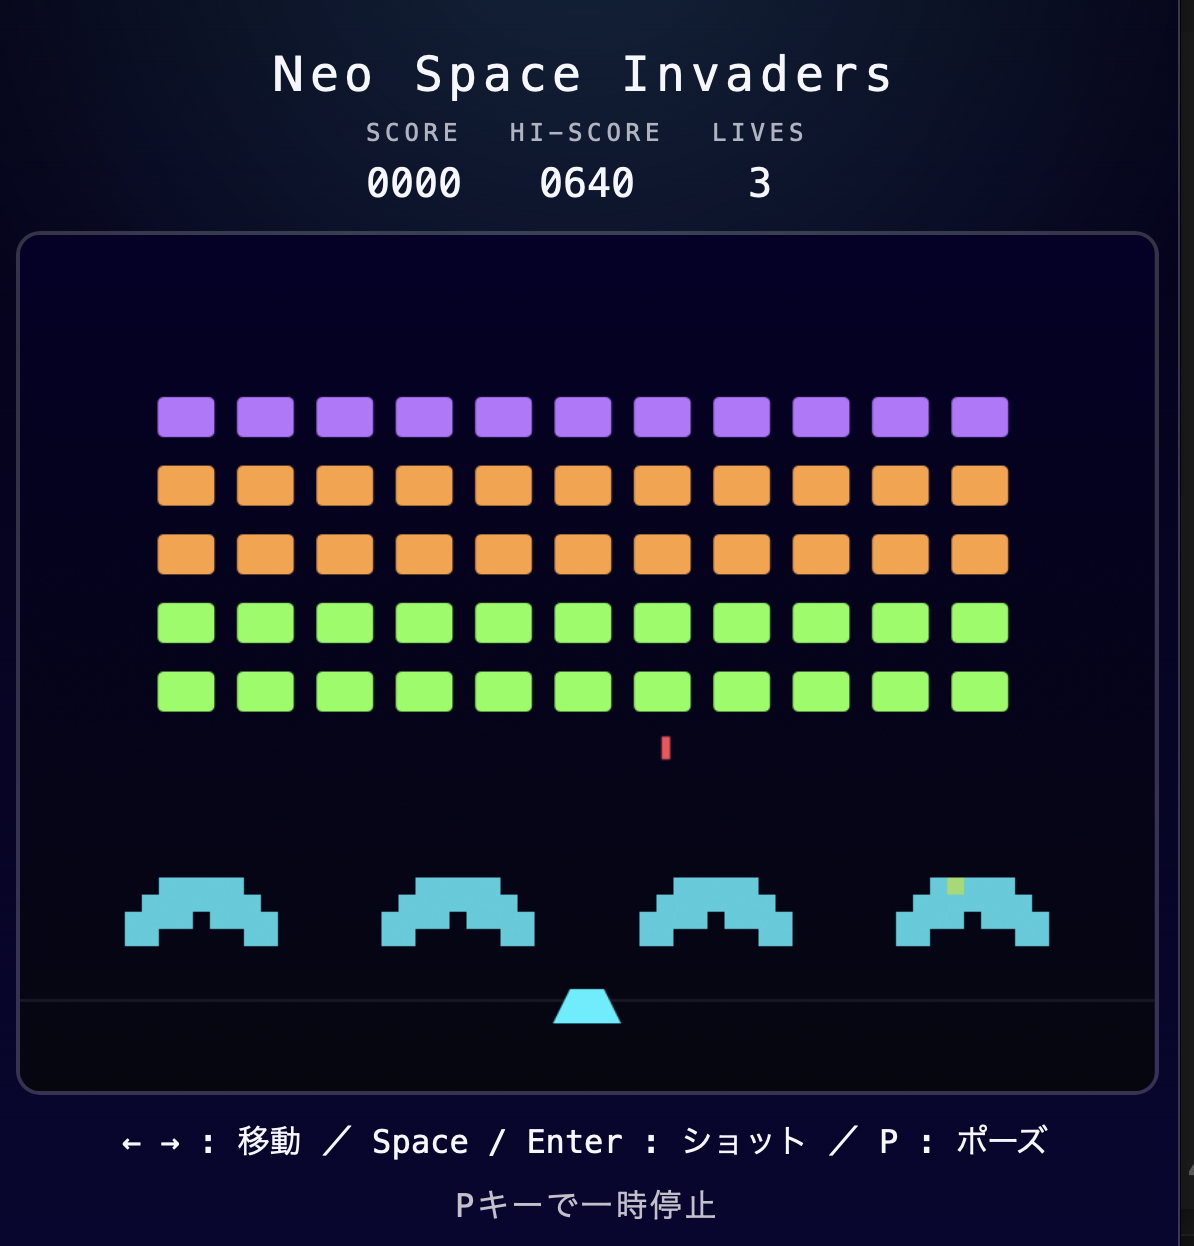 Neo Space Invaders
SCORE HI-SCORE LIVES
0000 0640 3
← → : 移動 ／ Space / Enter : ショット ／ P : ポーズ
Pキーで一時停止